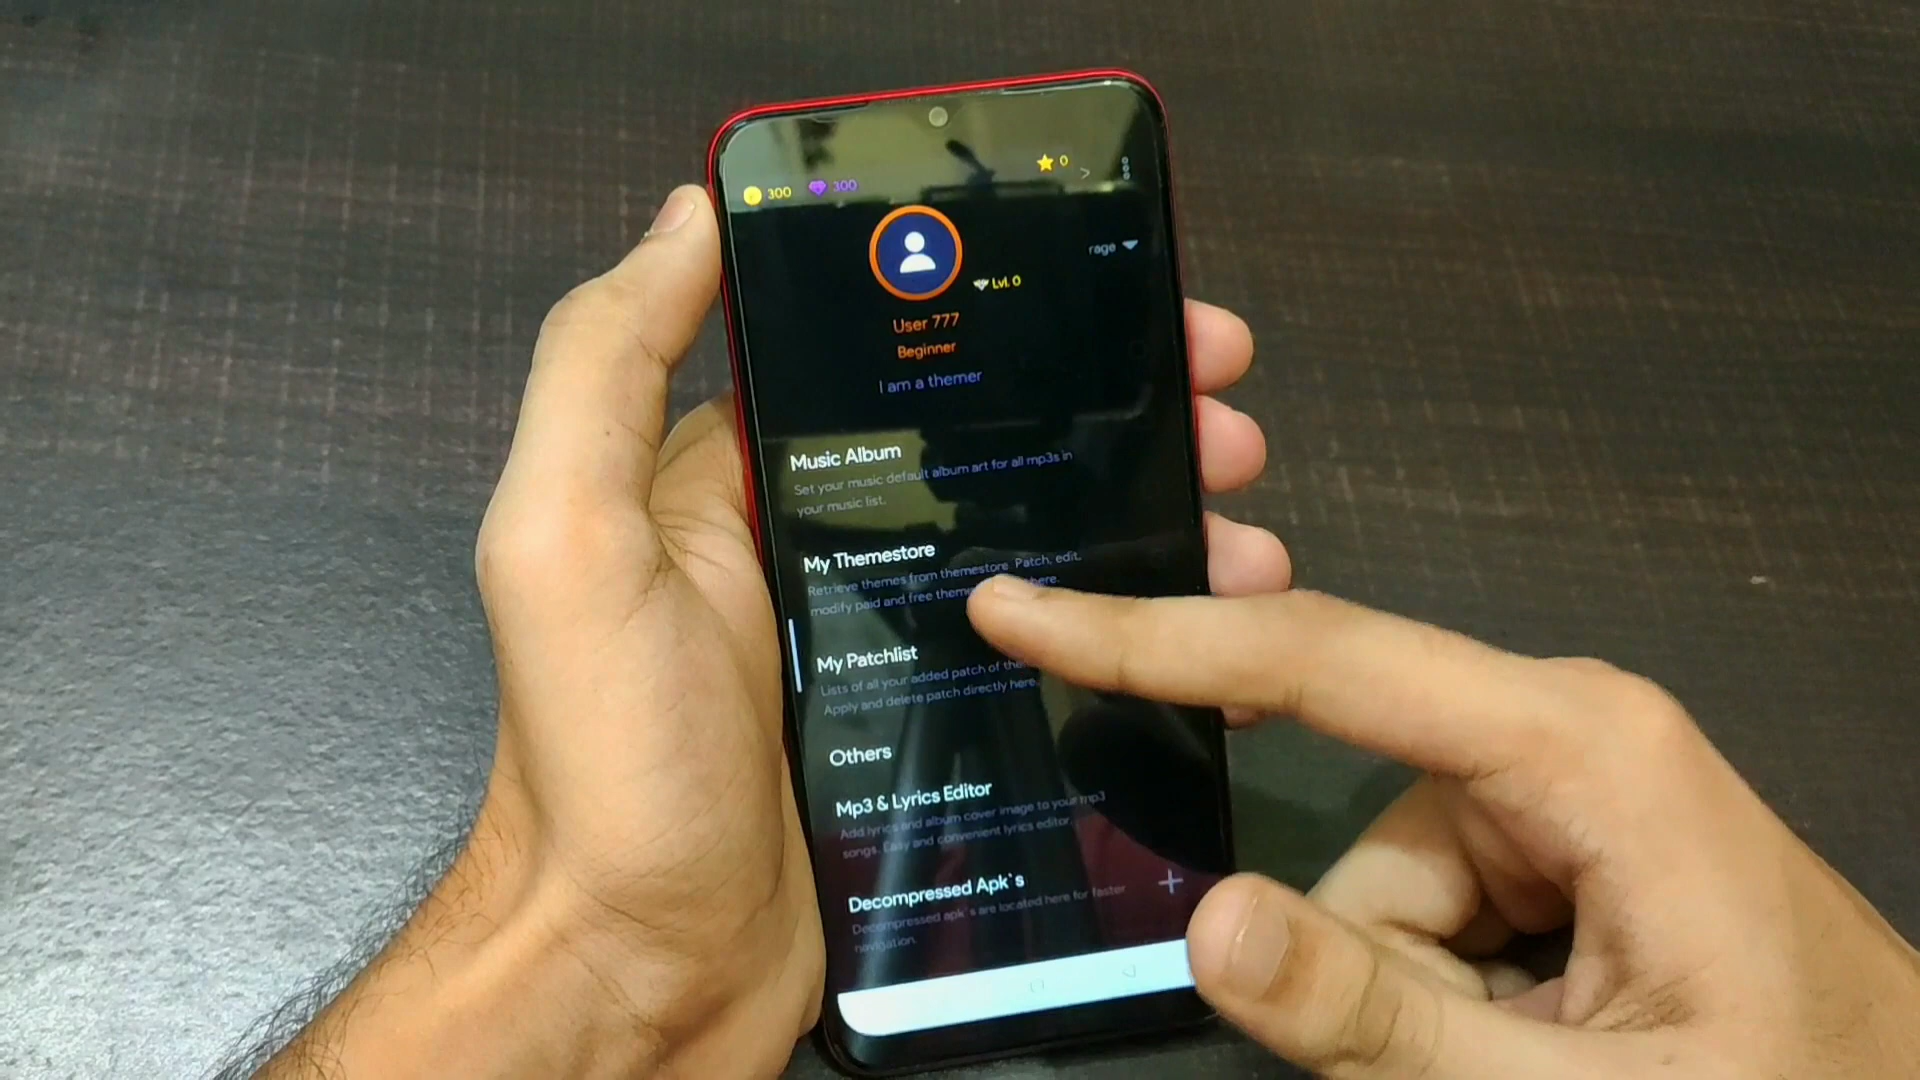 300 300 0
rage
Lvl. 0
User 777
Beginner
I am a themer
Music Album
Set your music default album art for all mp3s in
your music list.
My Themestore
Retrieve themes from themestore. Patch, edit,
modify paid and free here.
My Patchlist
Lists of all your added patch of
Apply and delete patch directly here.
Others
Mp3 & Lyrics Editor
Add lyrics and album cover image to your mp3
songs. Easy and convenient lyrics editor.
Decompressed Apk`s
Decompressed apk`s are located here for faster
navigation.